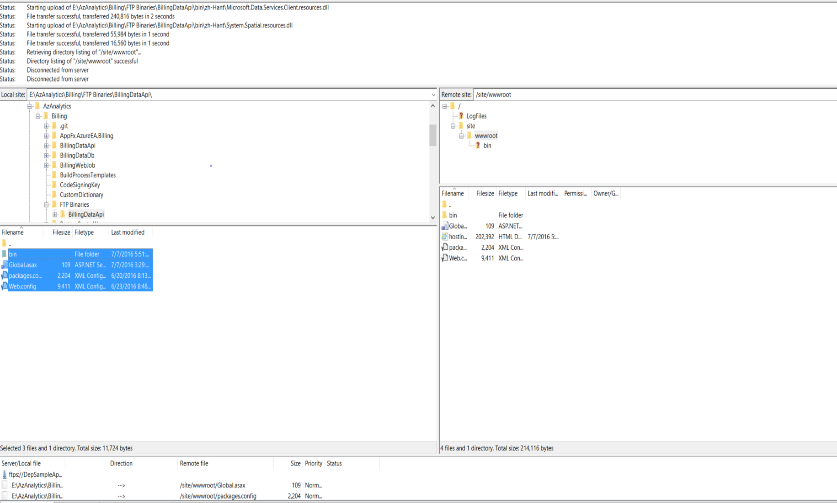 Status: Starting upload of E:\AzAnalytics\Billing\FTP Binaries\BillingDataApi\bin\zh-Hant\Microsoft.Data.Services.Client.resources.dll
Status: File transfer successful, transferred 240,816 bytes in 2 seconds
Status: Starting upload of E:\AzAnalytics\Billing\FTP Binaries\BillingDataApi\bin\zh-Hant\System.Spatial.resources.dll
Status: File transfer successful, transferred 55,984 bytes in 1 second
Status: File transfer successful, transferred 16,560 bytes in 1 second
Status: Retrieving directory listing of "/site/wwwroot"...
Status: Directory listing of "/site/wwwroot" successful
Status: Disconnected from server
Status: Disconnected from server
Local site: E:\AzAnalytics\Billing\FTP Binaries\BillingDataApi\
AzAnalytics
Billing
.git
AppFx.AzureEA.Billing
BillingDataApi
BillingDataDb
BillingWebJob
BuildProcessTemplates
CodeSigningKey
CustomDictionary
FTP Binaries
BillingDataApi
Filename Filesize Filetype Last modified
..
bin File folder 7/7/2016 5:51:...
Global.asax 109 ASP.NET Se... 7/7/2016 3:29:...
packages.co... 2,204 XML Config... 6/20/2016 8:13...
Web.config 9,411 XML Config... 6/23/2016 8:48...
Selected 3 files and 1 directory. Total size: 11,724 bytes
Remote site: /site/wwwroot
/
LogFiles
site
wwwroot
bin
Filename Filesize Filetype Last modifi... Permissi... Owner/G...
..
bin File folder
Globa... 109 ASP.NET...
hostin... 202,392 HTML D... 7/7/2016 5:...
packa... 2,204 XML Con...
Web.c... 9,411 XML Con...
4 files and 1 directory. Total size: 214,116 bytes
Server/Local file Direction Remote file Size Priority Status
ftps://DepSampleAp...
E:\AzAnalytics\Billin... --> /site/wwwroot/Global.asax 109 Norm...
E:\AzAnalytics\Billin... --> /site/wwwroot/packages.config 2,204 Norm...